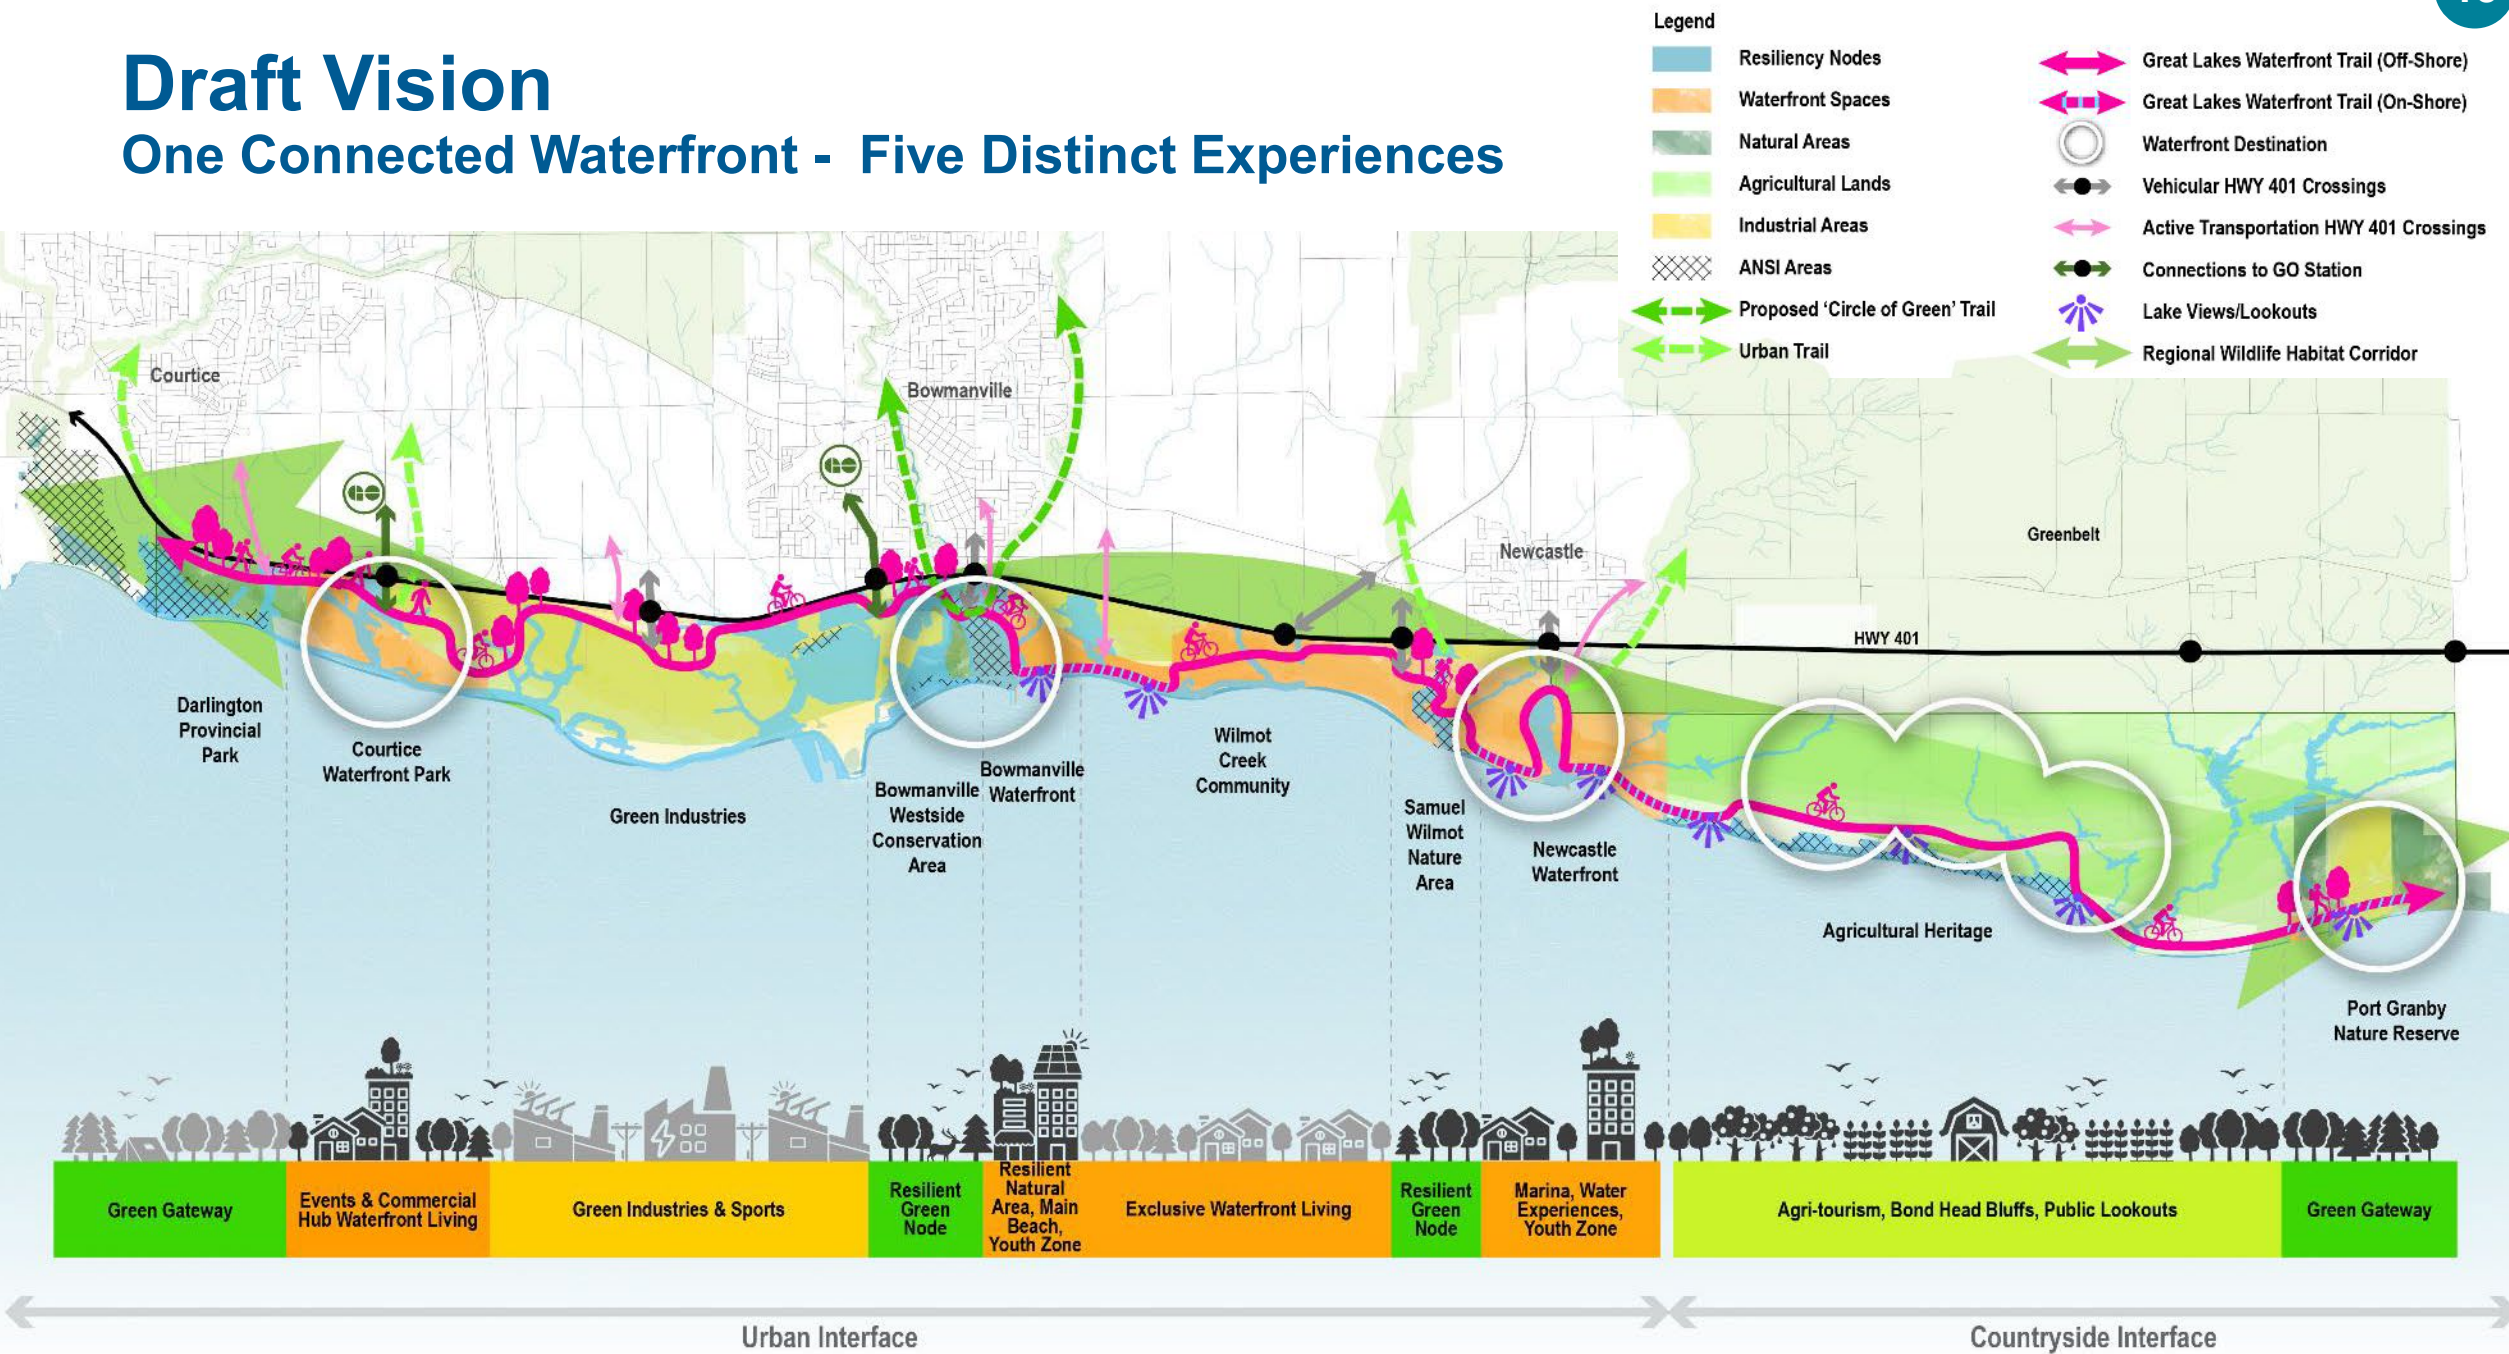 Draft Vision
One Connected Waterfront - Five Distinct Experiences
Legend
Resiliency Nodes
Waterfront Spaces
Natural Areas
Agricultural Lands
Industrial Areas
ANSI Areas
Proposed ‘Circle of Green’ Trail
Urban Trail
Great Lakes Waterfront Trail (Off-Shore)
Great Lakes Waterfront Trail (On-Shore)
Waterfront Destination
Vehicular HWY 401 Crossings
Active Transportation HWY 401 Crossings
Connections to GO Station
Lake Views/Lookouts
Regional Wildlife Habitat Corridor
Courtice
Bowmanville
Newcastle
Greenbelt
HWY 401
GO
GO
Darlington
Provincial
Park
Courtice
Waterfront Park
Green Industries
Bowmanville
Westside
Conservation
Area
Bowmanville
Waterfront
Wilmot
Creek
Community
Samuel
Wilmot
Nature
Area
Newcastle
Waterfront
Agricultural Heritage
Port Granby
Nature Reserve
Green Gateway
Events & Commercial
Hub Waterfront Living
Green Industries & Sports
Resilient
Green
Node
Resilient
Natural
Area, Main
Beach,
Youth Zone
Exclusive Waterfront Living
Resilient
Green
Node
Marina, Water
Experiences,
Youth Zone
Agri-tourism, Bond Head Bluffs, Public Lookouts
Green Gateway
Urban Interface
Countryside Interface